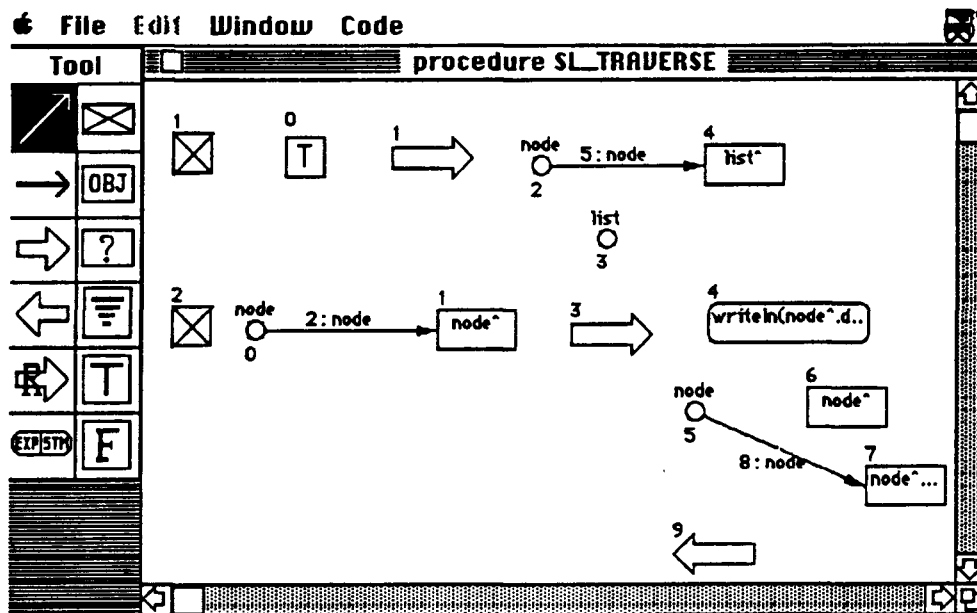 File Edit Window Code
Tool
procedure SL_TRAVERSE
1 0 1 node 5: node 4
T list^
2
list
3
OBJ
?
2 node 2: node 1 3 4
node^ writeln(node^.d..
0
node 6
node^
5
8: node 7
node^...
R T
EXP STM F
9